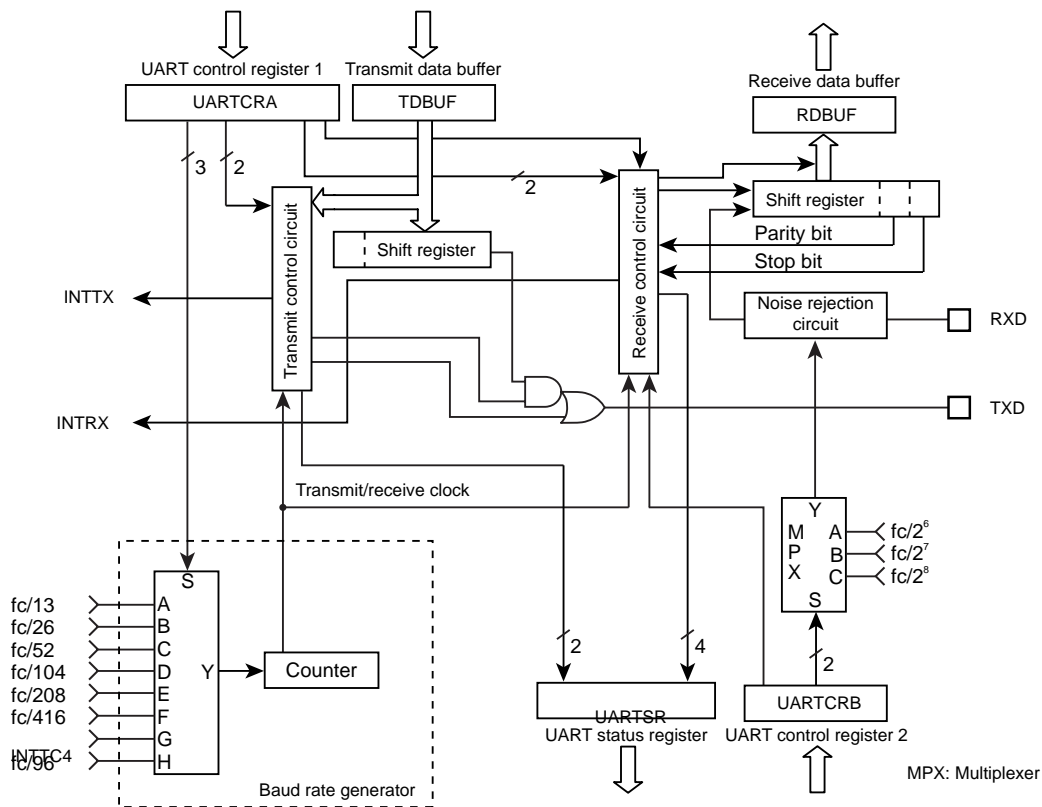 UART control register 1
Transmit data buffer
Receive data buffer
UARTCRA
TDBUF
RDBUF
3
2
2
Transmit control circuit
Receive control circuit
Shift register
Shift register
Parity bit
Stop bit
INTTX
Noise rejection
circuit
RXD
INTRX
TXD
Transmit/receive clock
S
A
B
C
D
E
F
G
H
Y
fc/13
fc/26
fc/52
fc/104
fc/208
fc/416
INTTC4
fc/96
Counter
Baud rate generator
Y
M
P
X
A
B
C
S
fc/2⁶
fc/2⁷
fc/2⁸
2
4
2
UARTSR
UART status register
UARTCRB
UART control register 2
MPX: Multiplexer